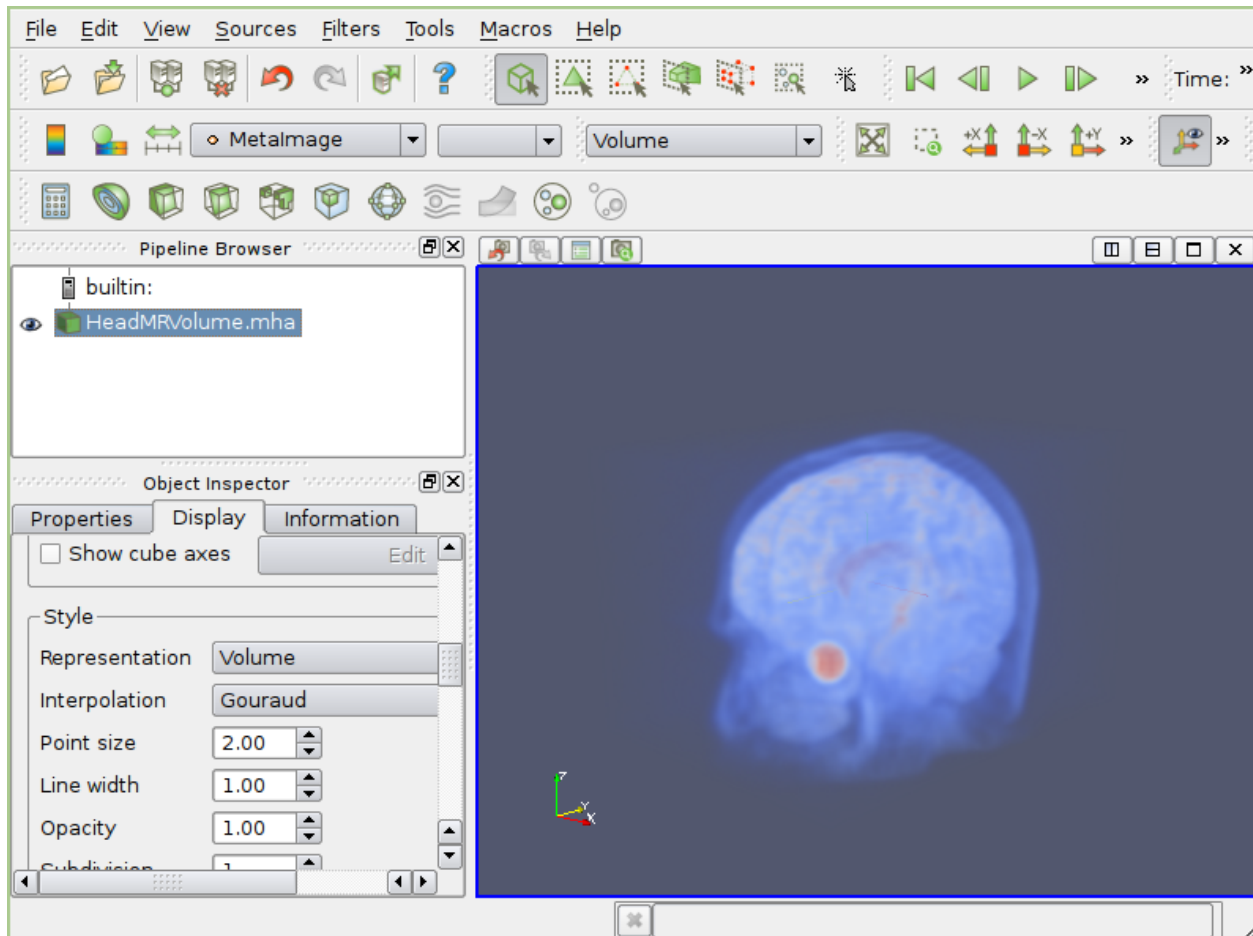 File Edit View Sources Filters Tools Macros Help
? » Time: »
MetaImage Volume +X -X +Y » »
Pipeline Browser
builtin:
HeadMRVolume.mha
Object Inspector
Properties Display Information
Show cube axes Edit
Style
Representation Volume
Interpolation Gouraud
Point size 2.00
Line width 1.00
Opacity 1.00
Subdivision 1
Z
Y
X